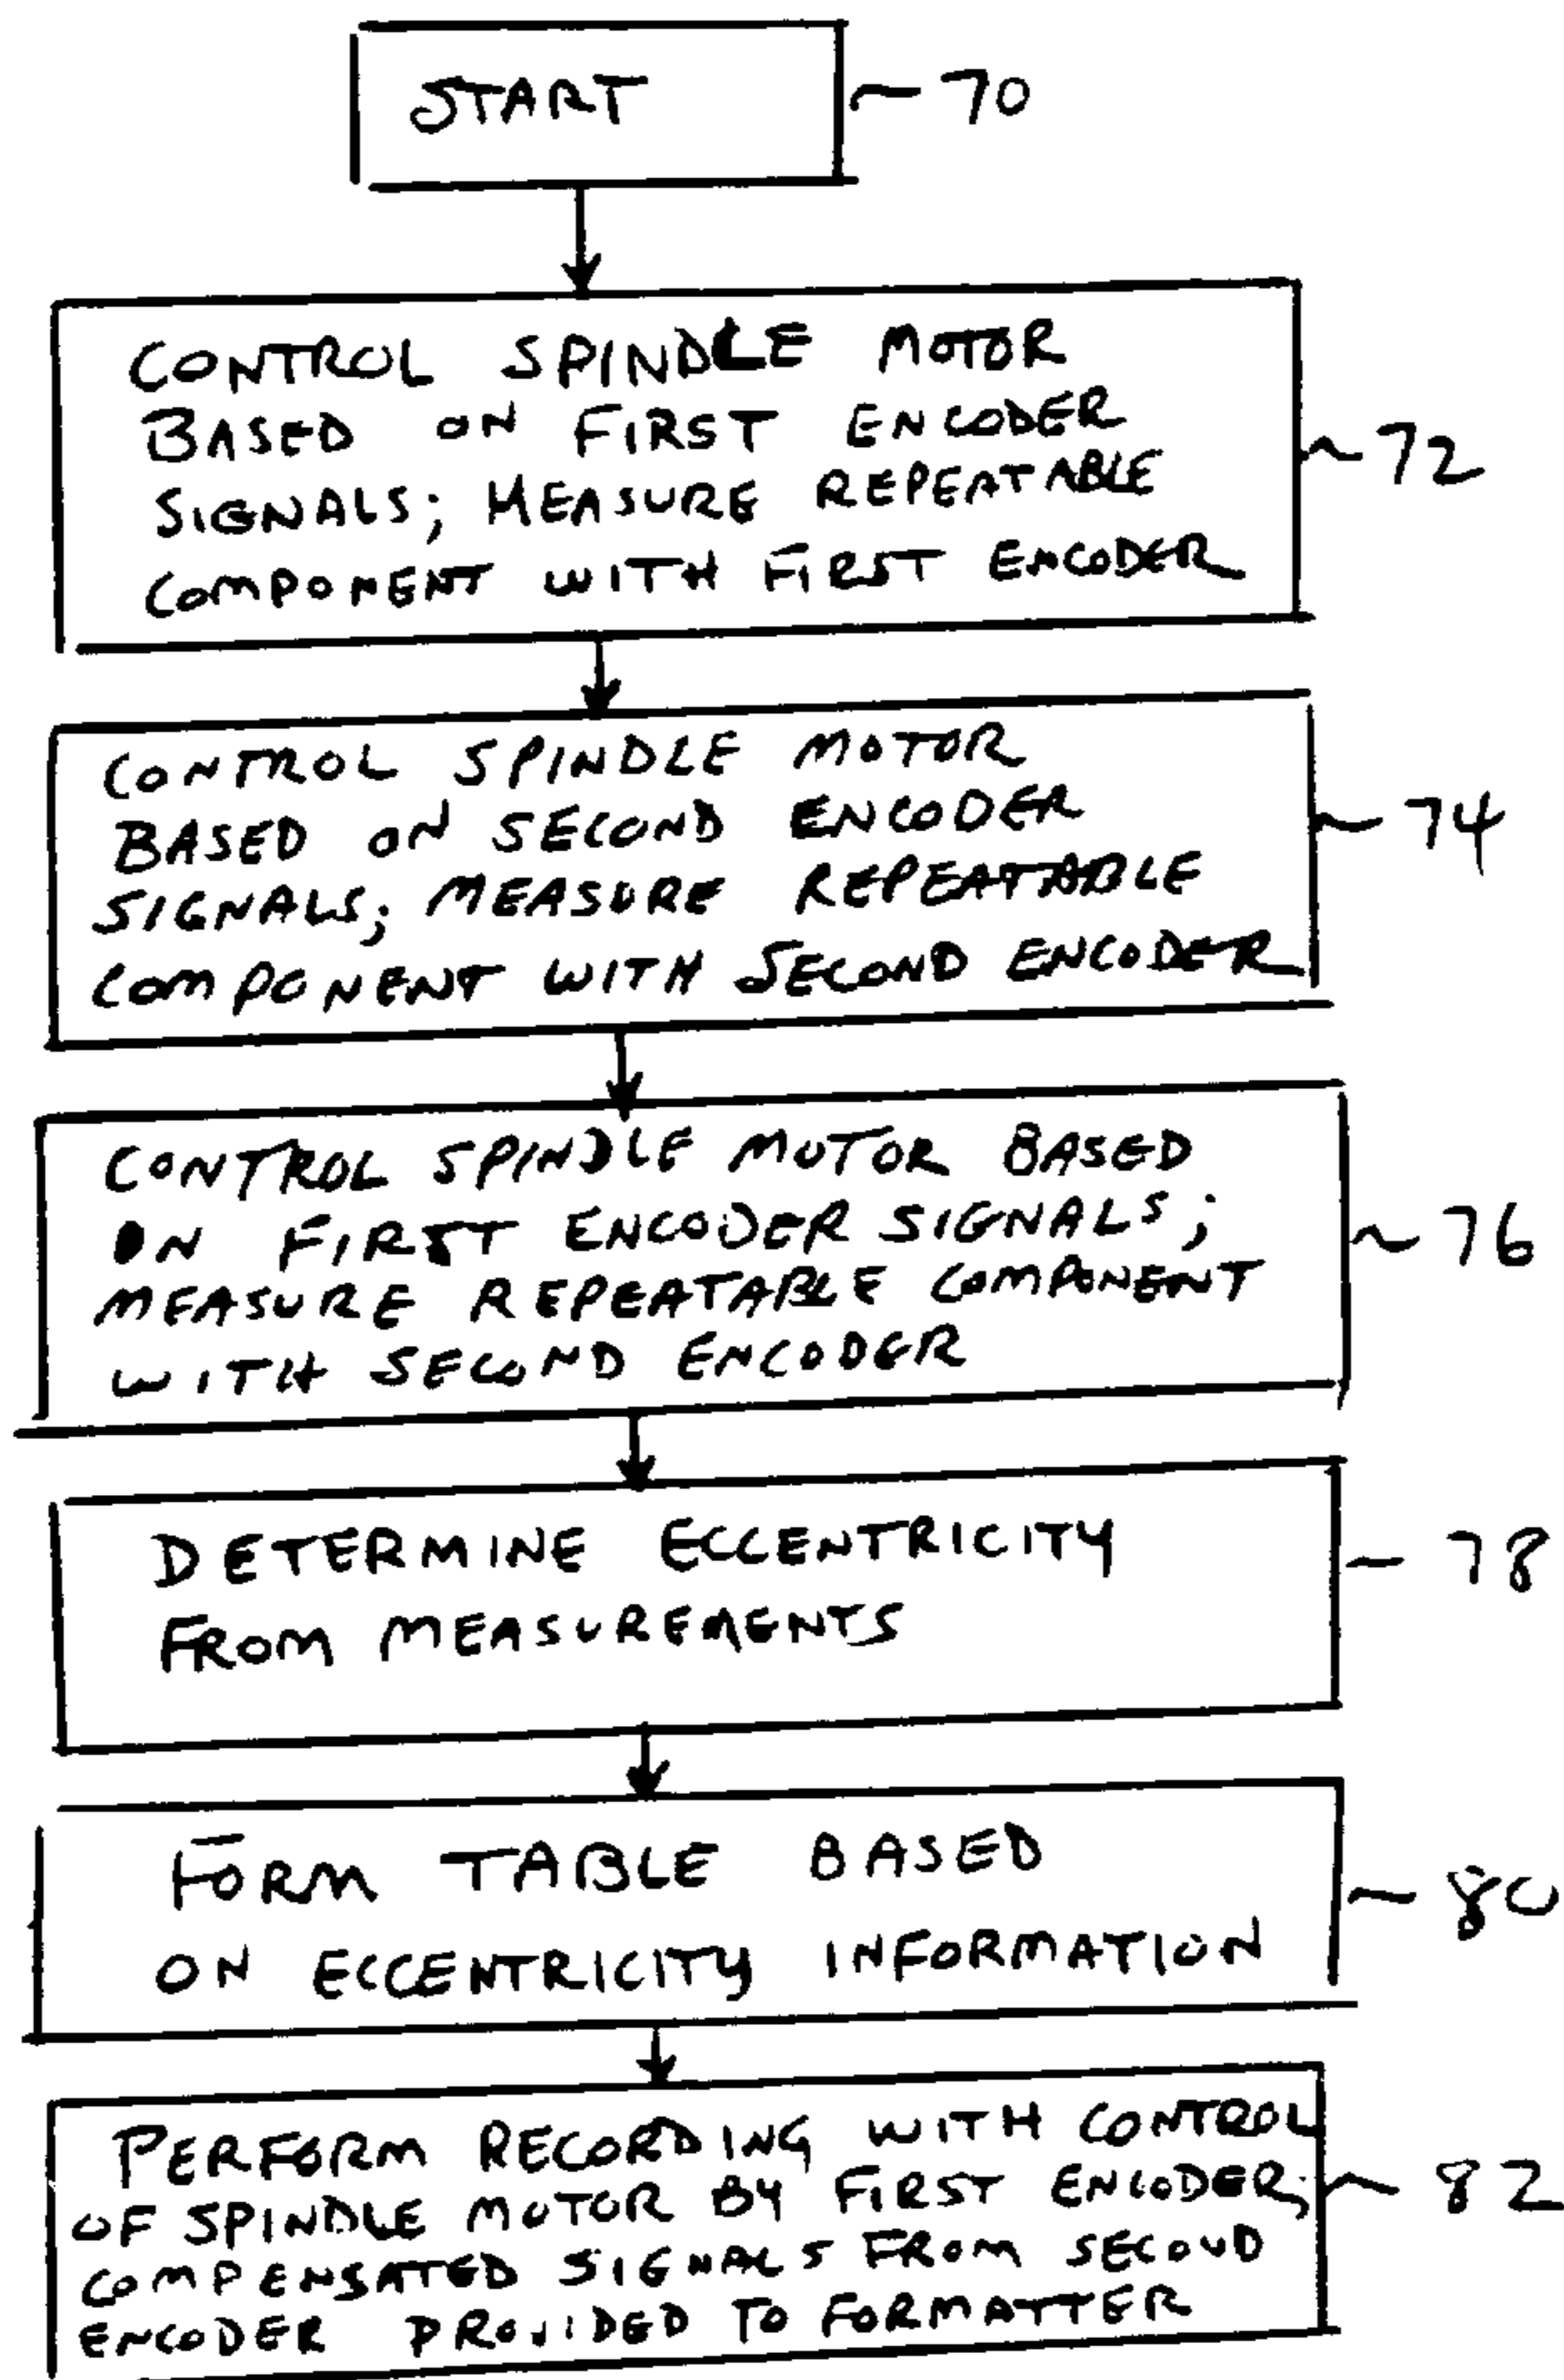 START
70
CONTROL SPINDLE MOTOR
BASED ON FIRST ENCODER
SIGNALS; MEASURE REPEATABLE
COMPONENT WITH FIRST ENCODER
72
CONTROL SPINDLE MOTOR
BASED ON SECOND ENCODER
SIGNALS; MEASURE REPEATABLE
COMPONENT WITH SECOND ENCODER
74
CONTROL SPINDLE MOTOR BASED
ON FIRST ENCODER SIGNALS;
MEASURE REPEATABLE COMPONENT
WITH SECOND ENCODER
76
DETERMINE ECCENTRICITY
FROM MEASUREMENTS
78
FORM TABLE BASED
ON ECCENTRICITY INFORMATION
80
PERFORM RECORDING WITH CONTROL
OF SPINDLE MOTOR BY FIRST ENCODER;
COMPENSATED SIGNALS FROM SECOND
ENCODER PROVIDED TO FORMATTER
82